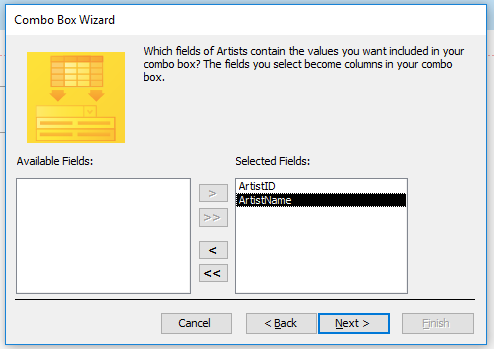 Combo Box Wizard
Which fields of Artists contain the values you want included in your
combo box? The fields you select become columns in your combo
box.
Available Fields:
Selected Fields:
ArtistID
ArtistName
>
>>
<
<<
Cancel
< Back
Next >
Finish